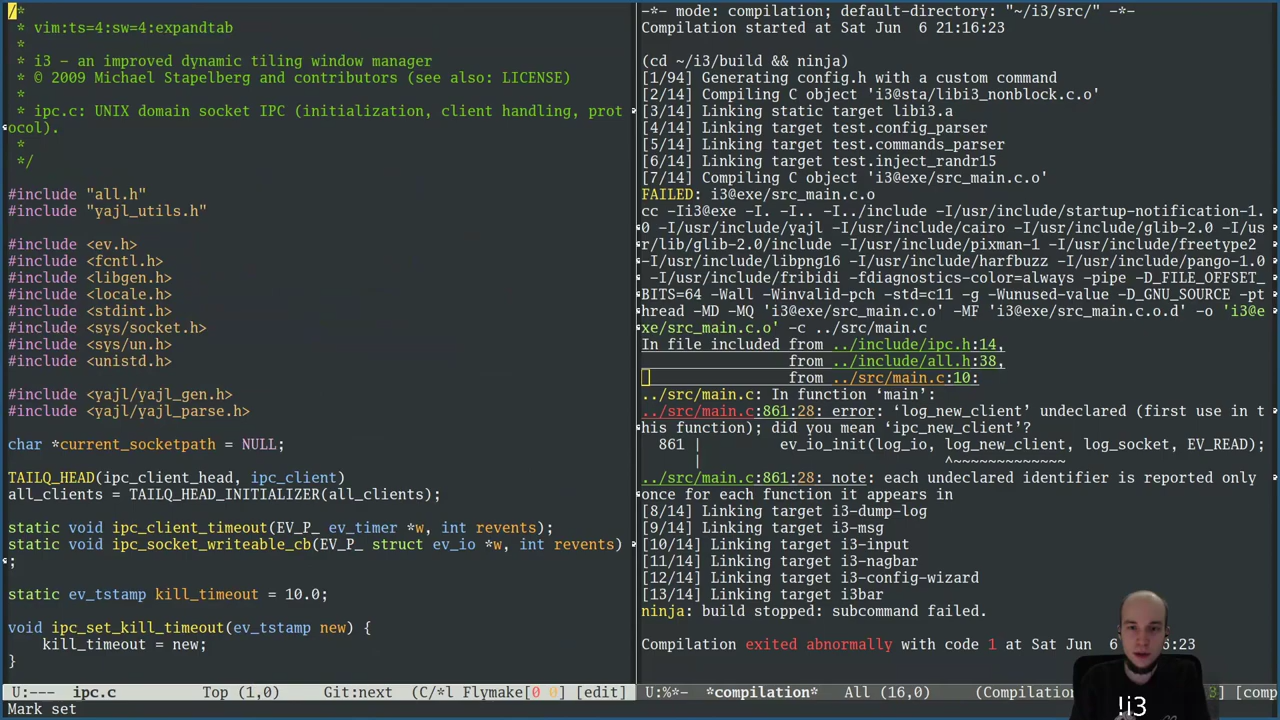 /*
 * vim:ts=4:sw=4:expandtab
 *
 * i3 - an improved dynamic tiling window manager
 * © 2009 Michael Stapelberg and contributors (see also: LICENSE)
 *
 * ipc.c: UNIX domain socket IPC (initialization, client handling, prot
ocol).
 *
 */
#include "all.h"
#include "yajl_utils.h"
#include <ev.h>
#include <fcntl.h>
#include <libgen.h>
#include <locale.h>
#include <stdint.h>
#include <sys/socket.h>
#include <sys/un.h>
#include <unistd.h>
#include <yajl/yajl_gen.h>
#include <yajl/yajl_parse.h>
char *current_socketpath = NULL;
TAILQ_HEAD(ipc_client_head, ipc_client)
all_clients = TAILQ_HEAD_INITIALIZER(all_clients);
static void ipc_client_timeout(EV_P_ ev_timer *w, int revents);
static void ipc_socket_writeable_cb(EV_P_ struct ev_io *w, int revents)
;
static ev_tstamp kill_timeout = 10.0;
void ipc_set_kill_timeout(ev_tstamp new) {
    kill_timeout = new;
}
U:--- ipc.c Top (1,0) Git:next (C/*l Flymake[0 0] [edit]
Mark set
-*- mode: compilation; default-directory: "~/i3/src/" -*-
Compilation started at Sat Jun  6 21:16:23
(cd ~/i3/build && ninja)
[1/94] Generating config.h with a custom command
[2/14] Compiling C object 'i3@sta/libi3_nonblock.c.o'
[3/14] Linking static target libi3.a
[4/14] Linking target test.config_parser
[5/14] Linking target test.commands_parser
[6/14] Linking target test.inject_randr15
[7/14] Compiling C object 'i3@exe/src_main.c.o'
FAILED: i3@exe/src_main.c.o
cc -Ii3@exe -I. -I.. -I../include -I/usr/include/startup-notification-1.
0 -I/usr/include/yajl -I/usr/include/cairo -I/usr/include/glib-2.0 -I/us
r/lib/glib-2.0/include -I/usr/include/pixman-1 -I/usr/include/freetype2
-I/usr/include/libpng16 -I/usr/include/harfbuzz -I/usr/include/pango-1.0
 -I/usr/include/fribidi -fdiagnostics-color=always -pipe -D_FILE_OFFSET_
BITS=64 -Wall -Winvalid-pch -std=c11 -g -Wunused-value -D_GNU_SOURCE -pt
hread -MD -MQ 'i3@exe/src_main.c.o' -MF 'i3@exe/src_main.c.o.d' -o 'i3@e
xe/src_main.c.o' -c ../src/main.c
In file included from ../include/ipc.h:14,
                 from ../include/all.h:38,
                 from ../src/main.c:10:
../src/main.c: In function ‘main’:
../src/main.c:861:28: error: ‘log_new_client’ undeclared (first use in t
his function); did you mean ‘ipc_new_client’?
  861 |         ev_io_init(log_io, log_new_client, log_socket, EV_READ);
      |                            ^~~~~~~~~~~~~~
../src/main.c:861:28: note: each undeclared identifier is reported only
once for each function it appears in
[8/14] Linking target i3-dump-log
[9/14] Linking target i3-msg
[10/14] Linking target i3-input
[11/14] Linking target i3-nagbar
[12/14] Linking target i3-config-wizard
[13/14] Linking target i3bar
ninja: build stopped: subcommand failed.
Compilation exited abnormally with code 1 at Sat Jun  6 :16:23
U:%*- *compilation* All (16,0) (Compilation [comp
!i3